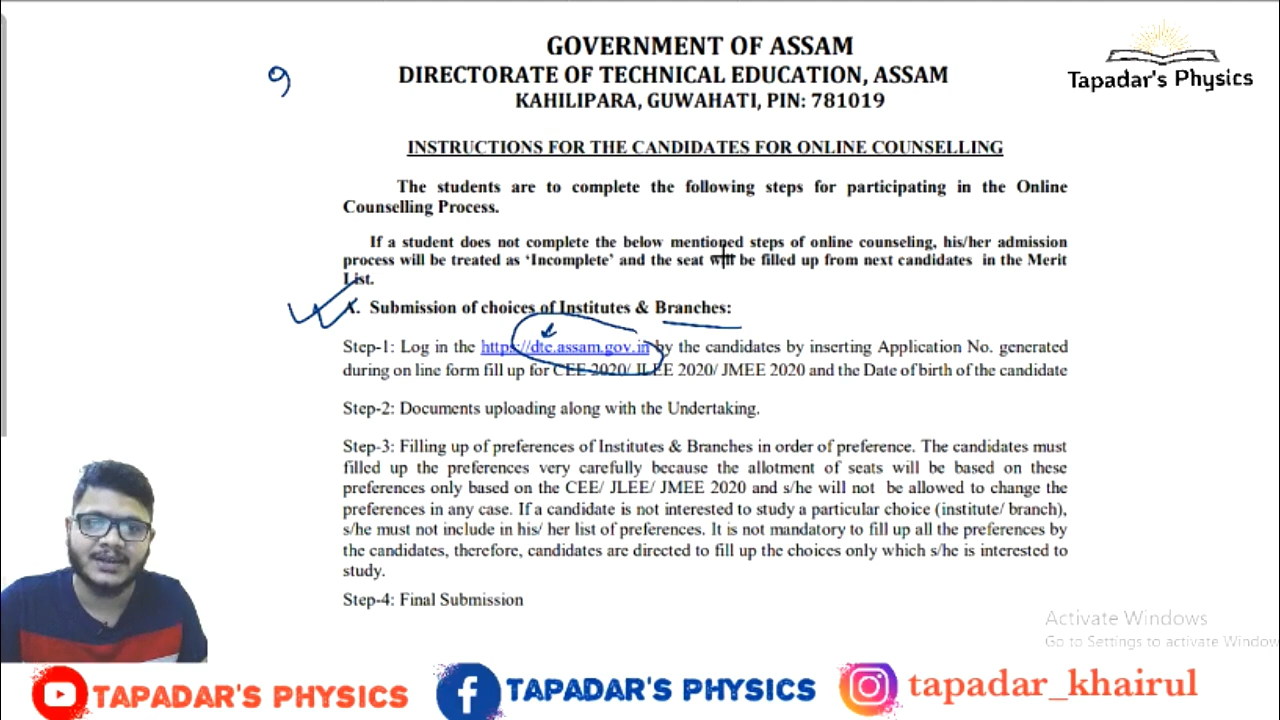 GOVERNMENT OF ASSAM
DIRECTORATE OF TECHNICAL EDUCATION, ASSAM
KAHILIPARA, GUWAHATI, PIN: 781019
Tapadar's Physics
9
INSTRUCTIONS FOR THE CANDIDATES FOR ONLINE COUNSELLING
The students are to complete the following steps for participating in the Online
Counselling Process.
If a student does not complete the below mentioned steps of online counseling, his/her admission
process will be treated as 'Incomplete' and the seat will be filled up from next candidates in the Merit
List.
Submission of choices of Institutes & Branches:
Step-1: Log in the https://dte.assam.gov.in by the candidates by inserting Application No. generated
during on line form fill up for CEE 2020/ JLEE 2020/ JMEE 2020 and the Date of birth of the candidate
Step-2: Documents uploading along with the Undertaking.
Step-3: Filling up of preferences of Institutes & Branches in order of preference. The candidates must
filled up the preferences very carefully because the allotment of seats will be based on these
preferences only based on the CEE/ JLEE/ JMEE 2020 and s/he will not be allowed to change the
preferences in any case. If a candidate is not interested to study a particular choice (institute/ branch),
s/he must not include in his/ her list of preferences. It is not mandatory to fill up all the preferences by
the candidates, therefore, candidates are directed to fill up the choices only which s/he is interested to
study.
Step-4: Final Submission
Activate Windows
Go to Settings to activate Window
TAPADAR'S PHYSICS
TAPADAR'S PHYSICS
tapadar_khairul